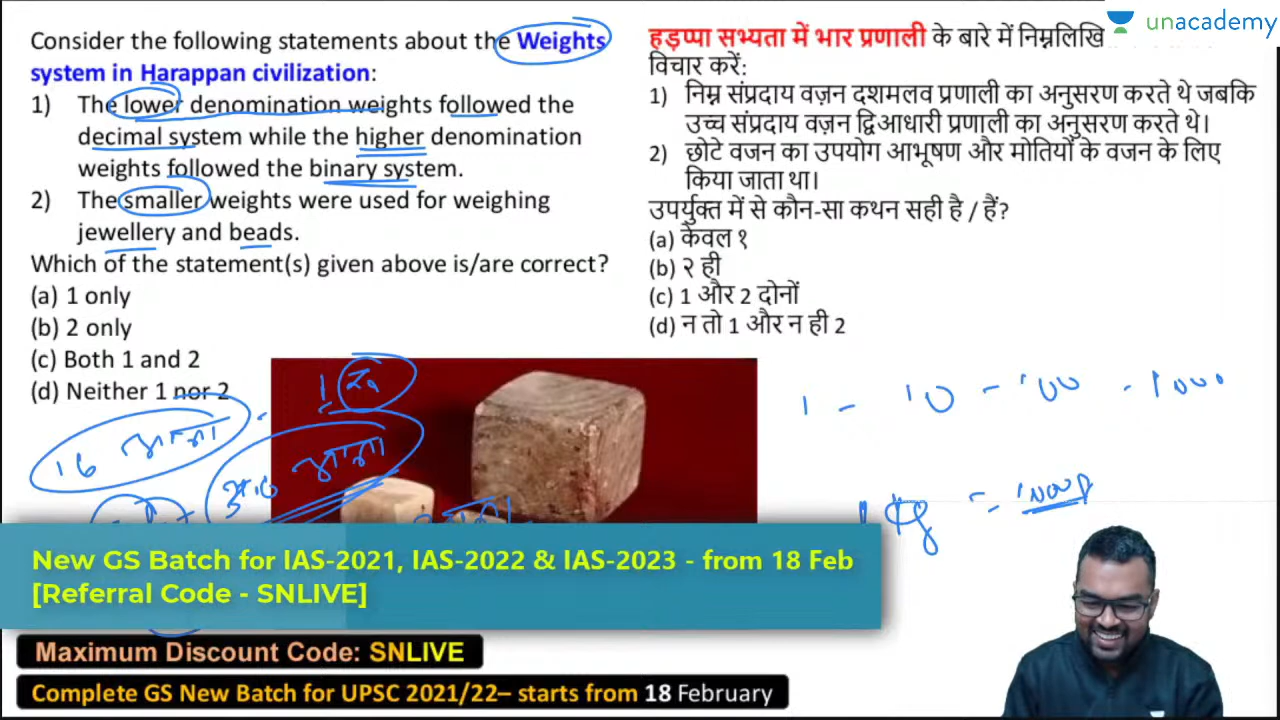 unacademy
Consider the following statements about the Weights
system in Harappan civilization:
1) The lower denomination weights followed the
decimal system while the higher denomination
weights followed the binary system.
2) The smaller weights were used for weighing
jewellery and beads.
Which of the statement(s) given above is/are correct?
(a) 1 only
(b) 2 only
(c) Both 1 and 2
(d) Neither 1 nor 2
हड़प्पा सभ्यता में भार प्रणाली के बारे में निम्नलिखि
विचार करें:
1) निम्न संप्रदाय वज़न दशमलव प्रणाली का अनुसरण करते थे जबकि
उच्च संप्रदाय वज़न द्विआधारी प्रणाली का अनुसरण करते थे।
2) छोटे वजन का उपयोग आभूषण और मोतियों के वजन के लिए
किया जाता था।
उपर्युक्त में से कौन-सा कथन सही है / हैं?
(a) केवल १
(b) २ ही
(c) 1 और 2 दोनों
(d) न तो 1 और न ही 2
1 - 10 - 100 - 1000
16 आना - 1 रु
New GS Batch for IAS-2021, IAS-2022 & IAS-2023 - from 18 Feb
[Referral Code - SNLIVE]
Maximum Discount Code: SNLIVE
Complete GS New Batch for UPSC 2021/22– starts from 18 February